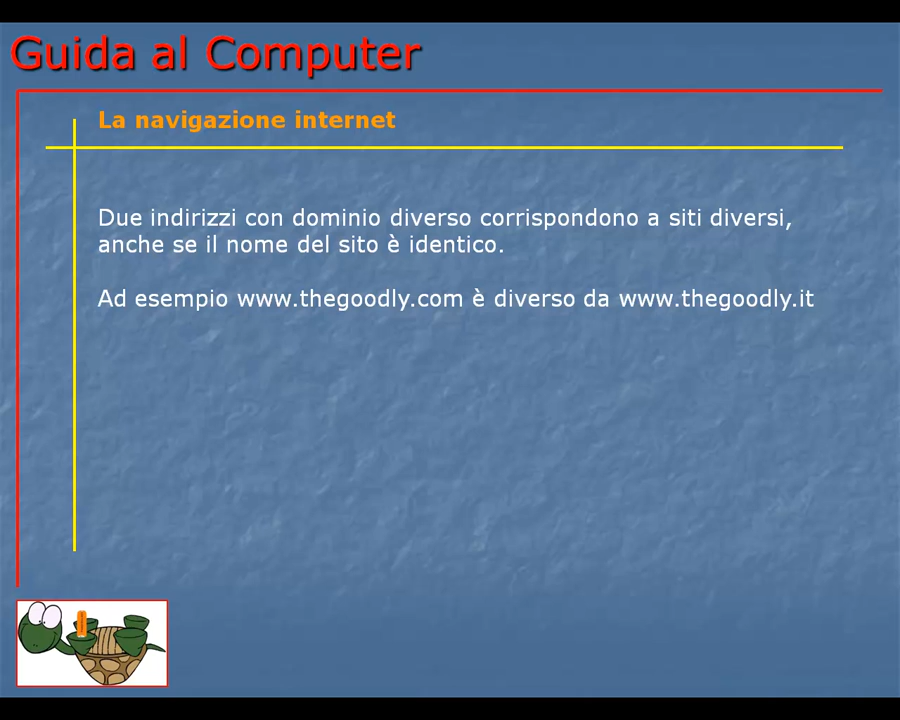 Guida al Computer
La navigazione internet
Due indirizzi con dominio diverso corrispondono a siti diversi,
anche se il nome del sito è identico.
Ad esempio www.thegoodly.com è diverso da www.thegoodly.it